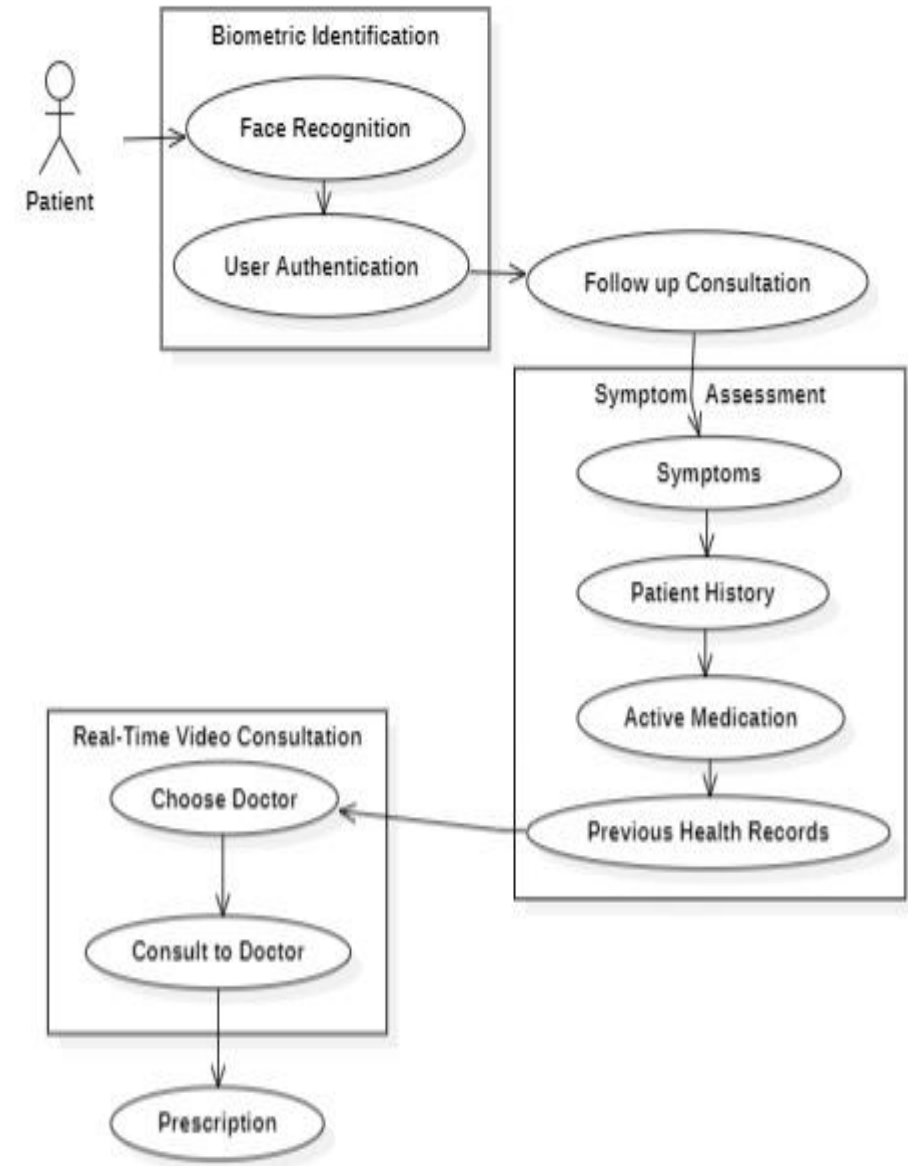 Biometric Identification
Face Recognition
Patient
User Authentication
Follow up Consultation
Symptom Assessment
Symptoms
Patient History
Active Medication
Previous Health Records
Real-Time Video Consultation
Choose Doctor
Consult to Doctor
Prescription